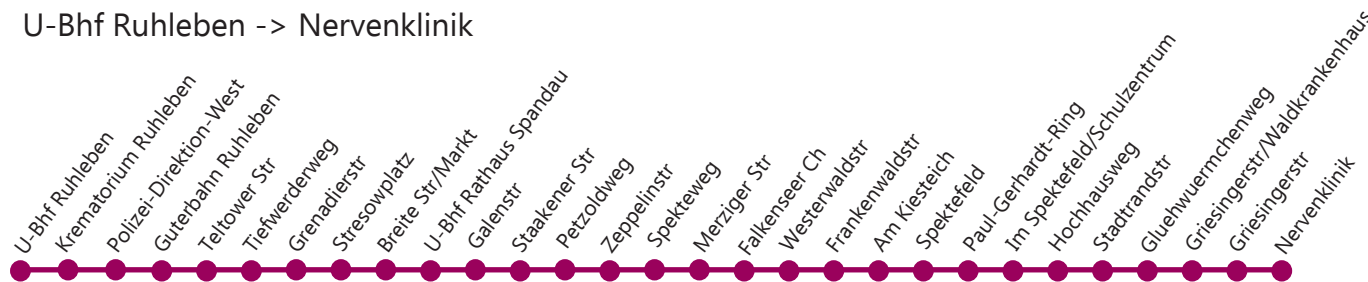 U-Bhf Ruhleben -> Nervenklinik
U-Bhf Ruhleben
Krematorium Ruhleben
Polizei-Direktion-West
Guterbahn Ruhleben
Teltower Str
Tiefwerderweg
Grenadierstr
Stresowplatz
Breite Str/Markt
U-Bhf Rathaus Spandau
Galenstr
Staakener Str
Petzoldweg
Zeppelinstr
Spekteweg
Merziger Str
Falkenseer Ch
Westerwaldstr
Frankenwaldstr
Am Kiesteich
Spektefeld
Paul-Gerhardt-Ring
Im Spektefeld/Schulzentrum
Hochhausweg
Stadtrandstr
Gluehwuermchenweg
Griesingerstr/Waldkrankenhaus
Griesingerstr
Nervenklinik